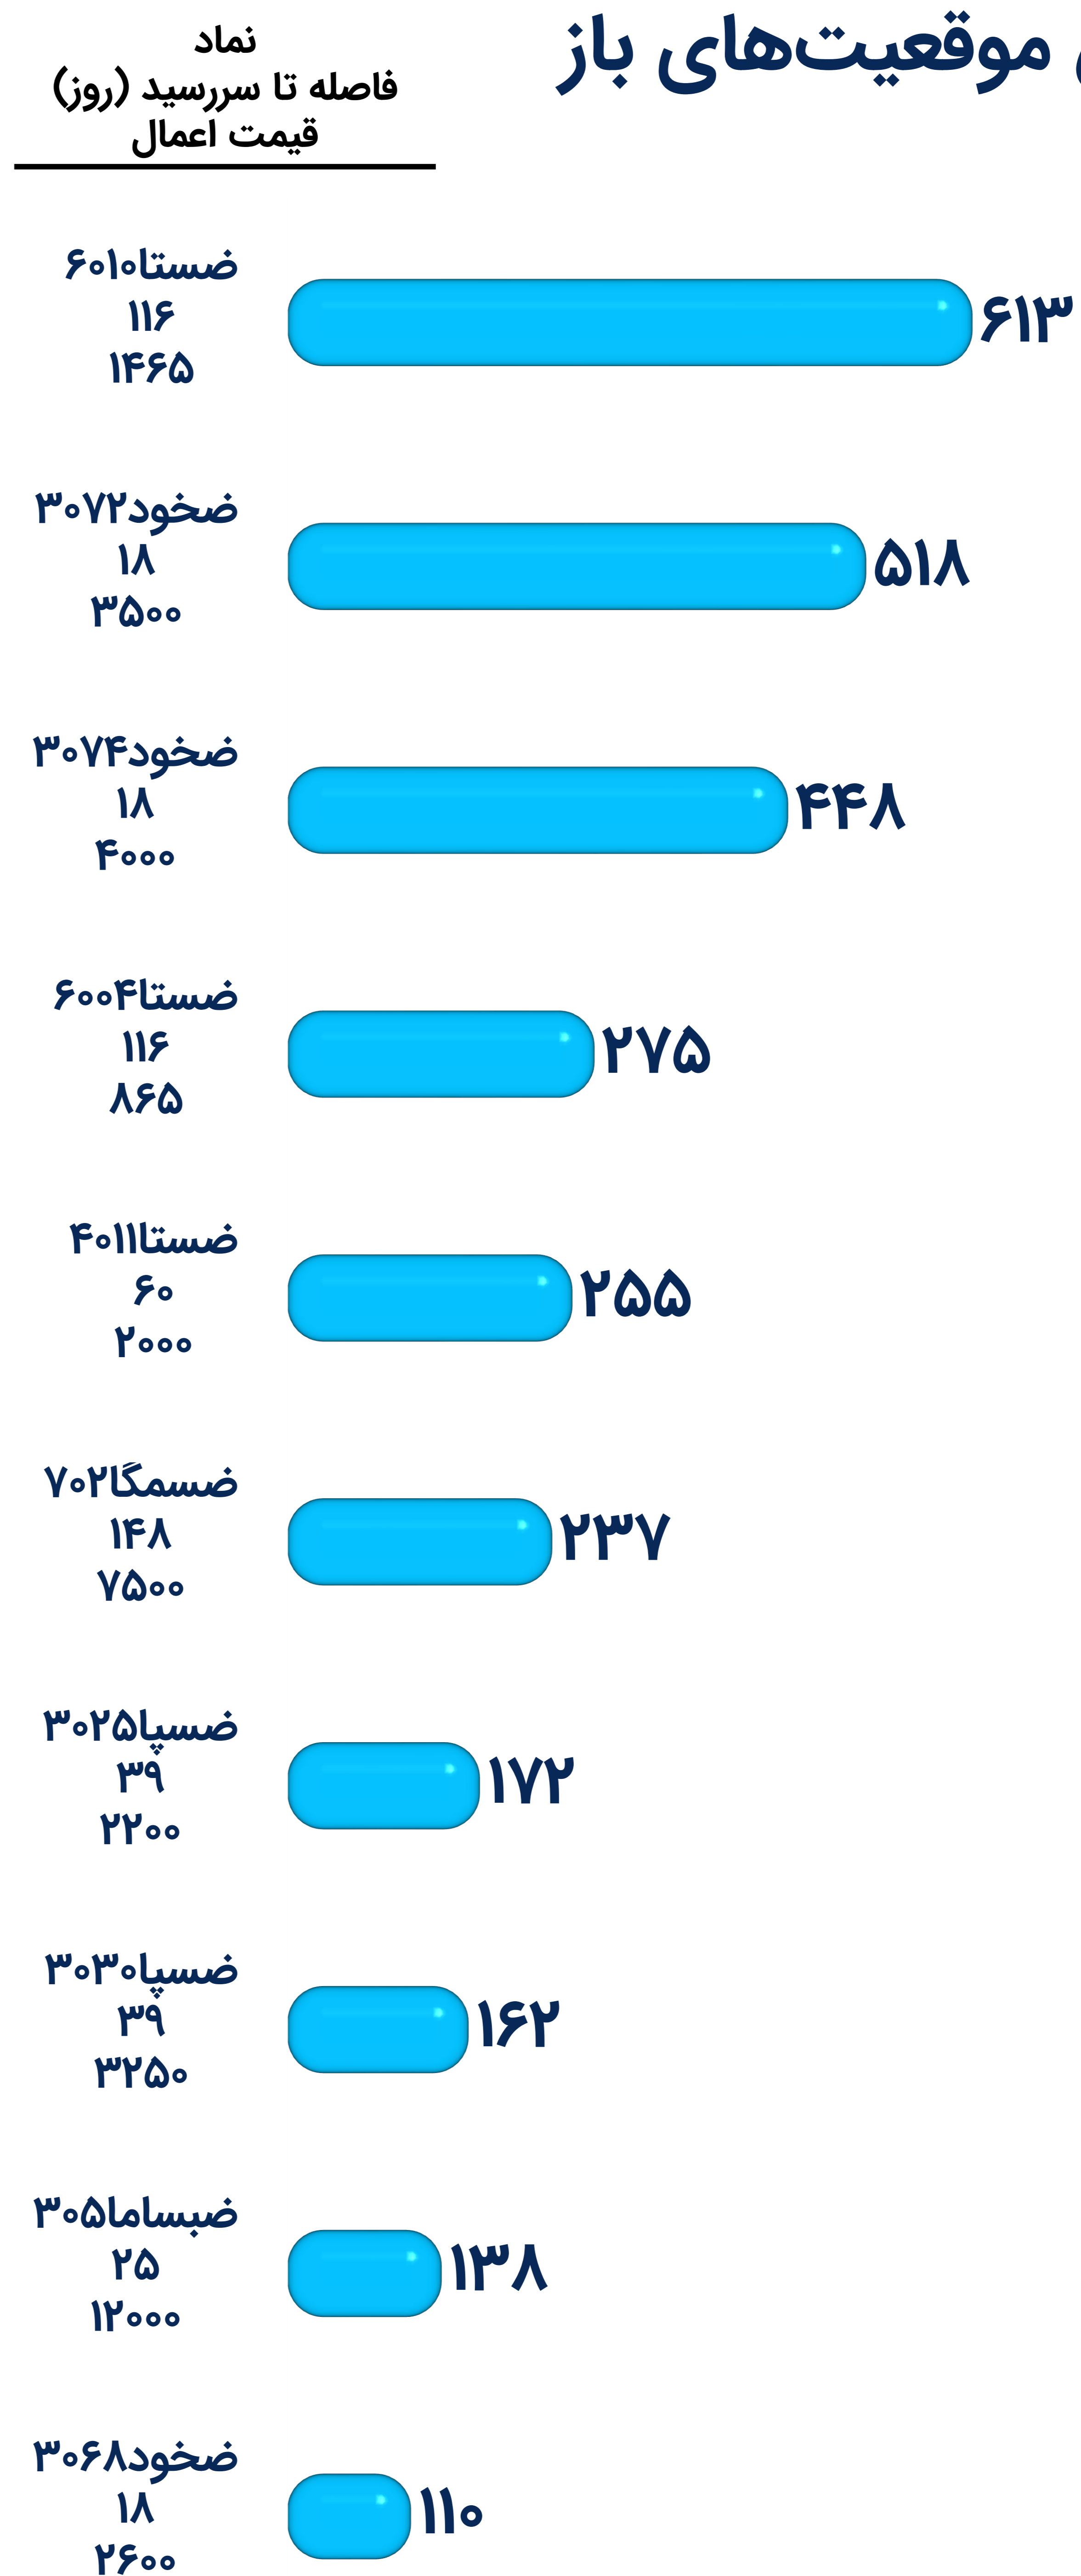 موقعیت‌های باز
نماد
فاصله تا سررسید (روز)
قیمت اعمال
ضستا۶۰۱۰
۱۱۶
۱۴۶۵
۶۱۳
ضخود۳۰۷۲
۱۸
۳۵۰۰
۵۱۸
ضخود۳۰۷۴
۱۸
۴۰۰۰
۴۴۸
ضستا۶۰۰۴
۱۱۶
۸۶۵
۲۷۵
ضستا۴۰۱۱
۶۰
۲۰۰۰
۲۵۵
ضسمگا۷۰۲
۱۴۸
۷۵۰۰
۲۳۷
ضسپا۳۰۲۵
۳۹
۲۲۰۰
۱۷۲
ضسپا۳۰۳۰
۳۹
۳۲۵۰
۱۶۲
ضبساما۳۰۵
۲۵
۱۲۰۰۰
۱۳۸
ضخود۳۰۶۸
۱۸
۲۶۰۰
۱۱۰